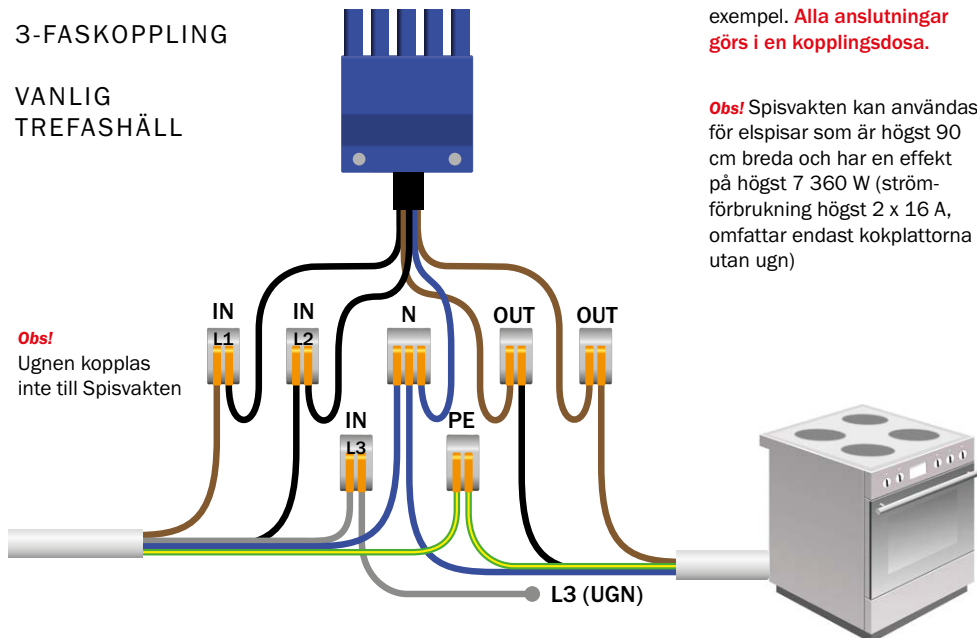 3-FASKOPPLING
VANLIG
TREFASHÄLL
exempel. Alla anslutningar
görs i en kopplingsdosa.
Obs! Spisvakten kan användas
för elspisar som är högst 90
cm breda och har en effekt
på högst 7 360 W (ström-
förbrukning högst 2 x 16 A,
omfattar endast kokplattorna
utan ugn)
Obs!
Ugnen kopplas
inte till Spisvakten
IN
L1
IN
L2
N
OUT
OUT
IN
L3
PE
L3 (UGN)